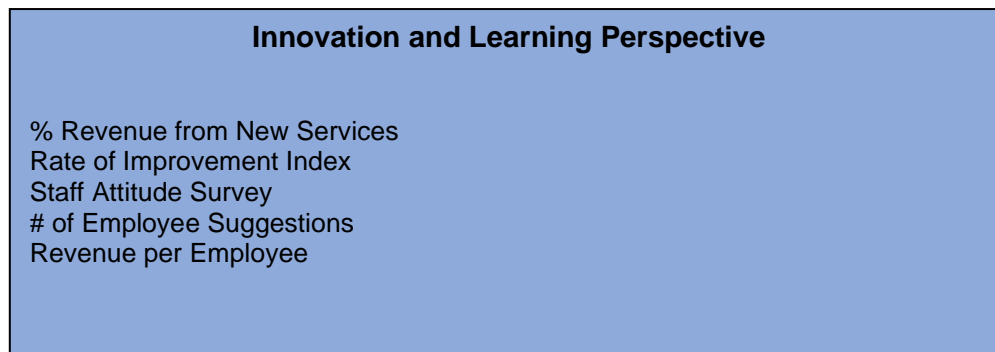 Innovation and Learning Perspective
% Revenue from New Services
Rate of Improvement Index
Staff Attitude Survey
# of Employee Suggestions
Revenue per Employee